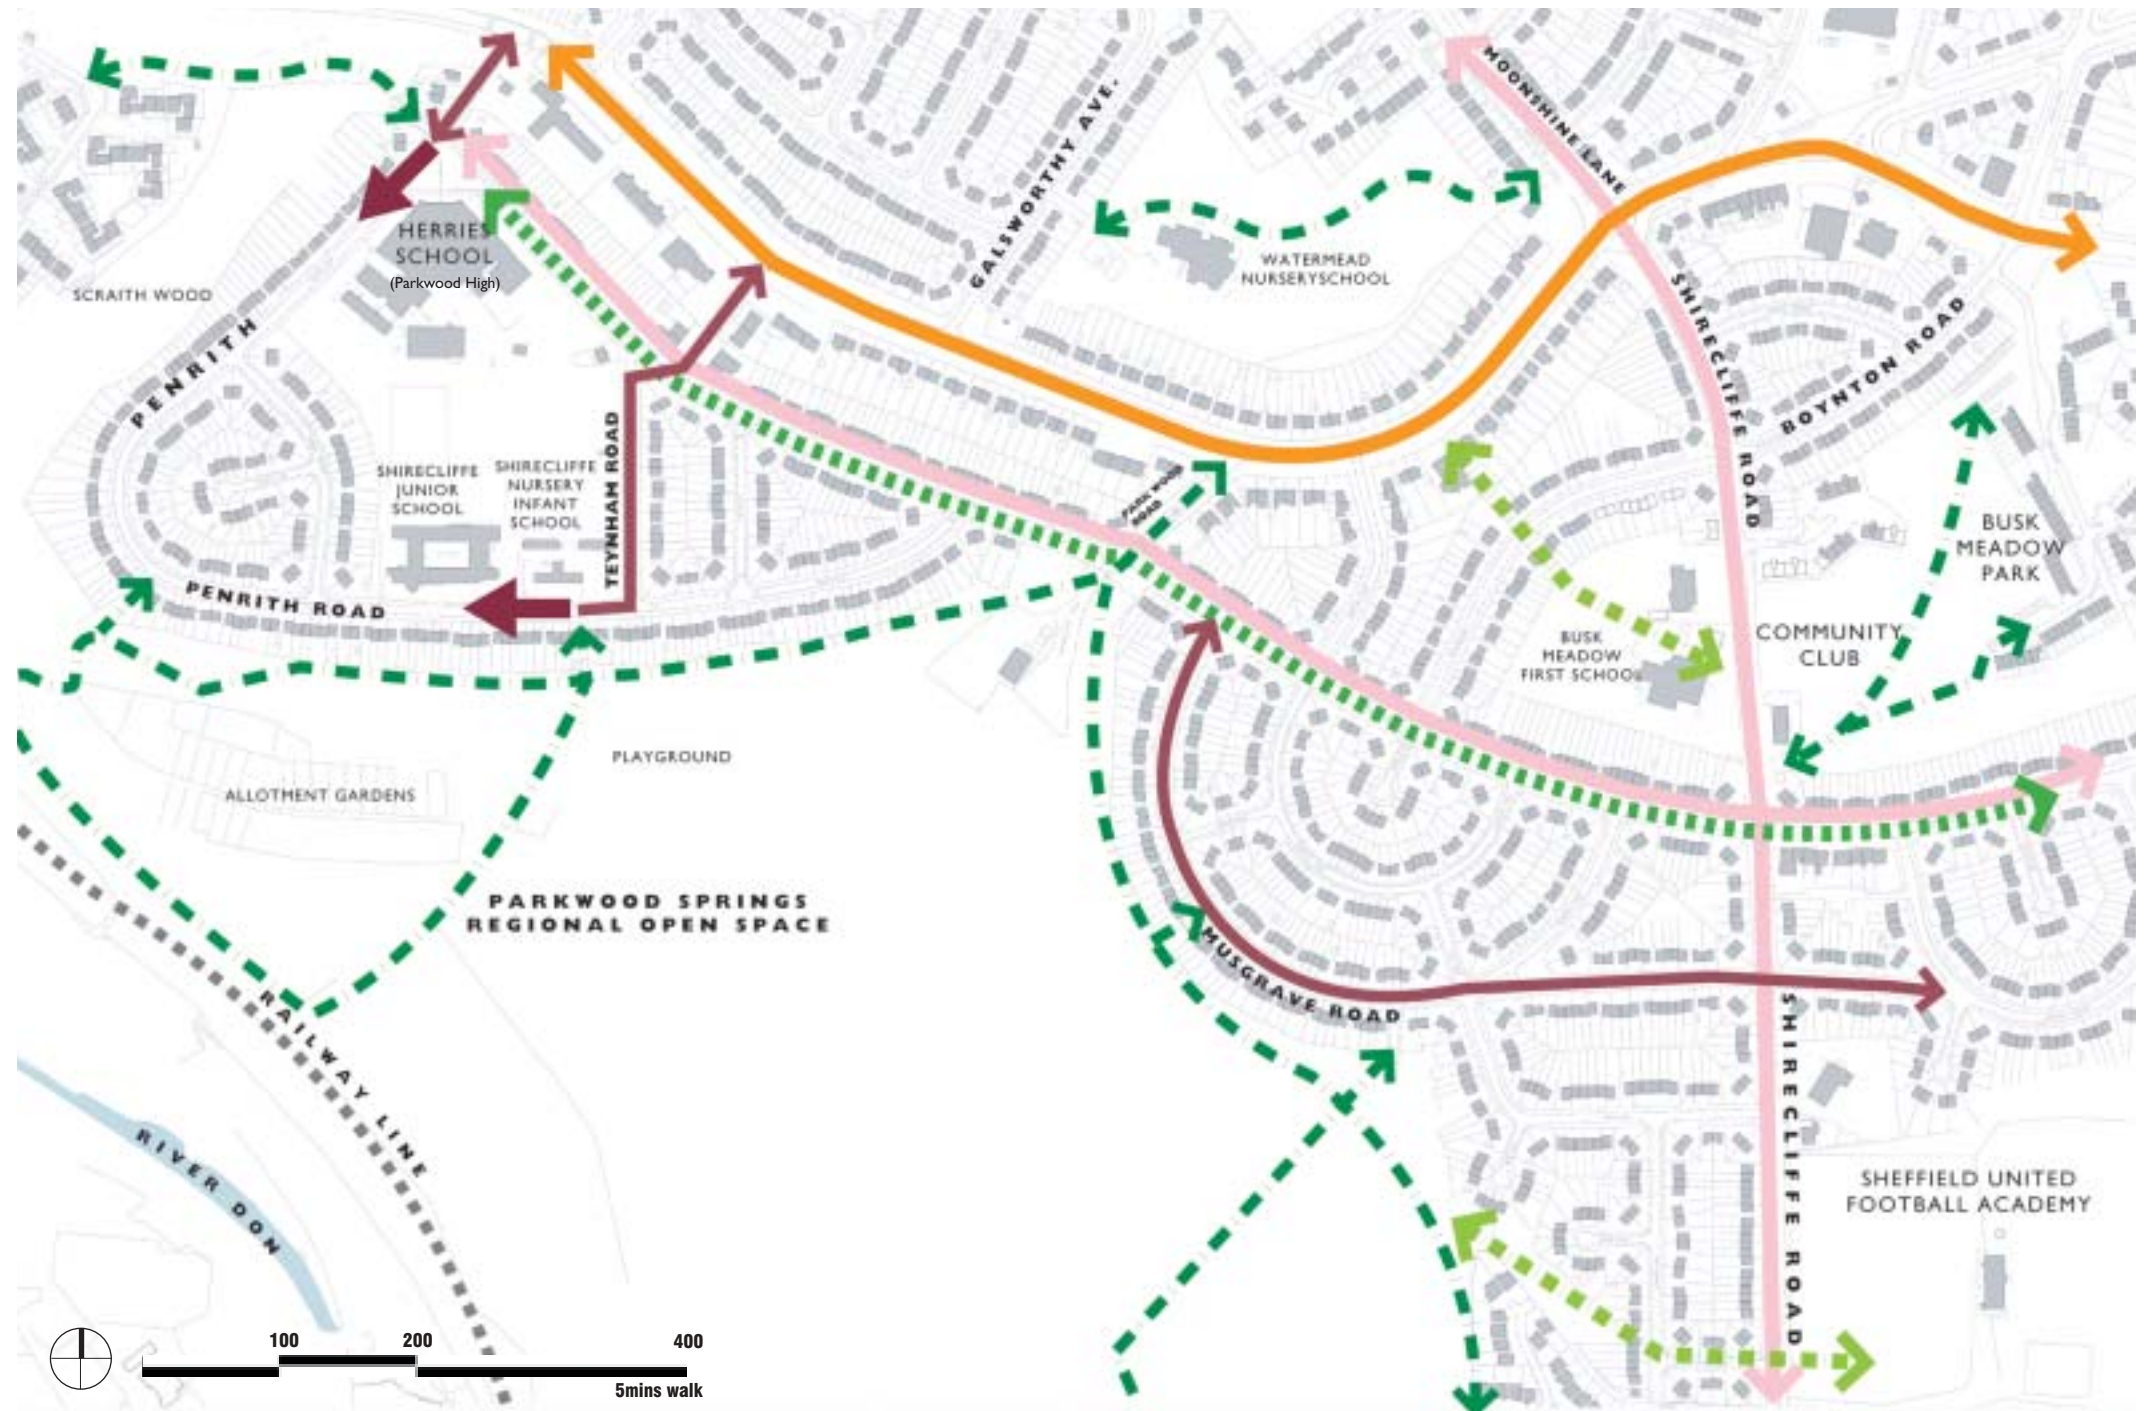 MOONSHINE LANE
GALSWORTHY AVE.
HERRIES
SCHOOL
(Parkwood High)
WATERMEAD
NURSERYSCHOOL
SCRAITH WOOD
PENRITH
SHIRECLIFFE ROAD
BOYNTON ROAD
SHIRECLIFFE
JUNIOR
SCHOOL
SHIRECLIFFE
NURSERY
INFANT
SCHOOL
TEYNHAM ROAD
PARK WOOD
ROAD
BUSK
MEADOW
PARK
PENRITH ROAD
COMMUNITY
CLUB
BUSK
MEADOW
FIRST SCHOOL
PLAYGROUND
ALLOTMENT GARDENS
PARKWOOD SPRINGS
REGIONAL OPEN SPACE
MUSGRAVE ROAD
RAILWAY LINE
SHIRECLIFFE ROAD
RIVER DON
SHEFFIELD UNITED
FOOTBALL ACADEMY
100 200 400
5mins walk